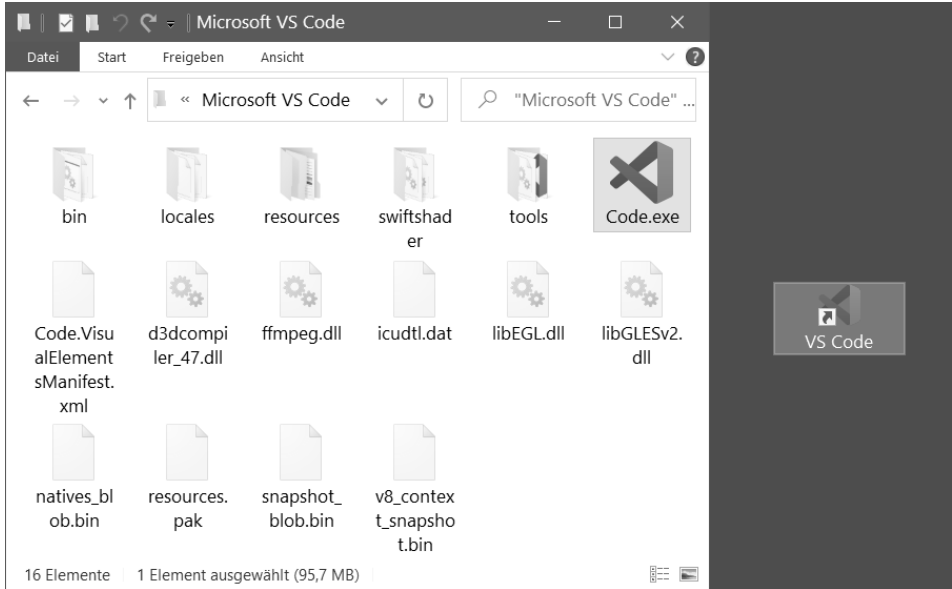 Microsoft VS Code
Datei Start Freigeben Ansicht
« Microsoft VS Code "Microsoft VS Code" ...
bin locales resources swiftshad tools Code.exe
er
Code.Visu d3dcompi ffmpeg.dll icudtl.dat libEGL.dll libGLESv2.
alElement ler_47.dll dll
sManifest.
xml
VS Code
natives_bl resources. snapshot_ v8_contex
ob.bin pak blob.bin t_snapsho
t.bin
16 Elemente 1 Element ausgewählt (95,7 MB)